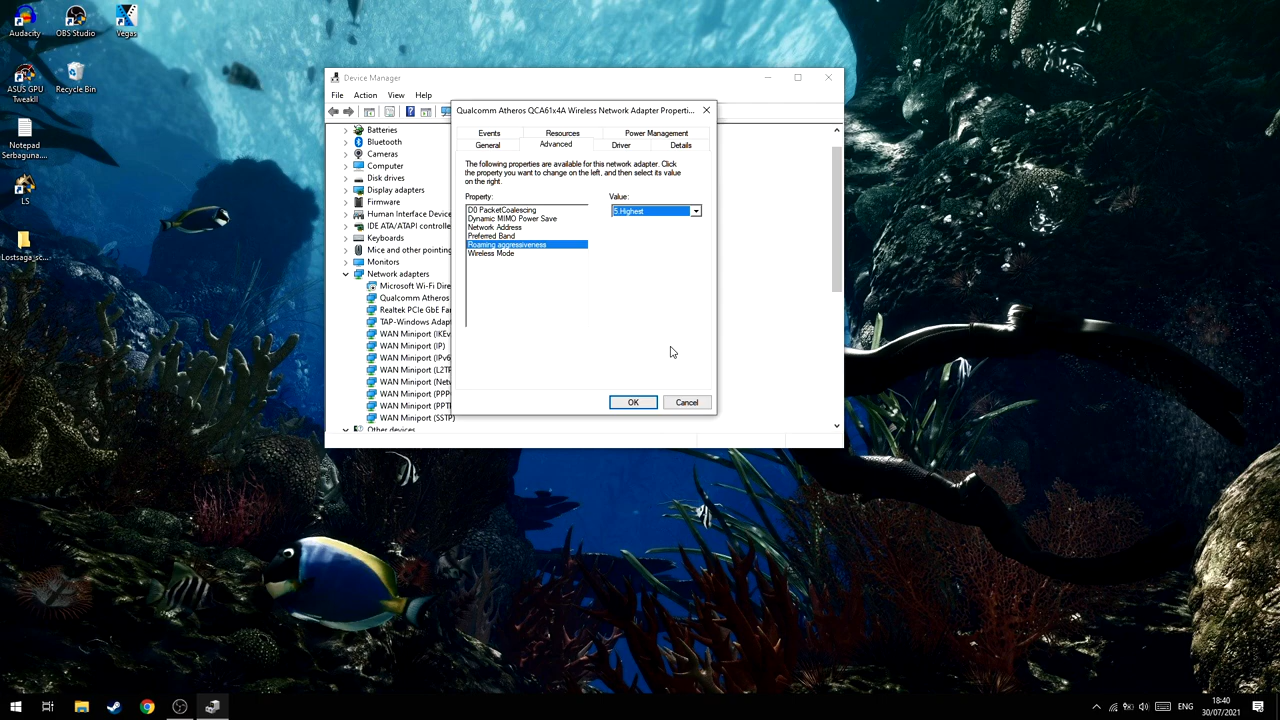 Audacity
OBS Studio
Vegas
ASUS GPU
TweakII
Recycle Bin
Notepad
Serbaguna....
LS
Lostsaga_sc...
Device Manager
File Action View Help
Batteries
Bluetooth
Cameras
Computer
Disk drives
Display adapters
Firmware
Human Interface Device
IDE ATA/ATAPI controlle
Keyboards
Mice and other pointing
Monitors
Network adapters
Microsoft Wi-Fi Dire
Qualcomm Atheros
Realtek PCIe GbE Fa
TAP-Windows Adap
WAN Miniport (IKEv
WAN Miniport (IP)
WAN Miniport (IPv6
WAN Miniport (L2TP
WAN Miniport (Netw
WAN Miniport (PPP
WAN Miniport (PPTP
WAN Miniport (SSTP)
Other devices
Qualcomm Atheros QCA61x4A Wireless Network Adapter Properti...
Events Resources Power Management
General Advanced Driver Details
The following properties are available for this network adapter. Click
the property you want to change on the left, and then select its value
on the right.
Property:
Value:
D0 PacketCoalescing
Dynamic MIMO Power Save
Network Address
Preferred Band
Roaming aggressiveness
Wireless Mode
5.Highest
OK Cancel
ENG
18:40
30/07/2021